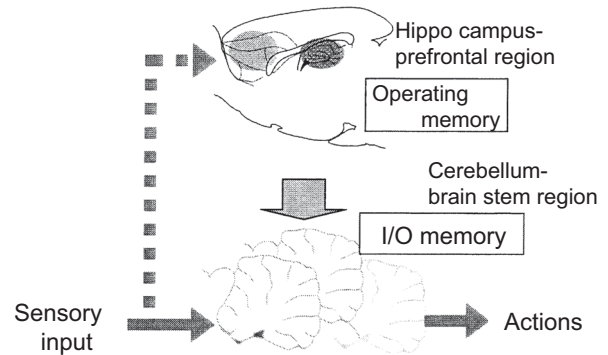 Hippo campus-
prefrontal region
Operating
memory
Cerebellum-
brain stem region
I/O memory
Sensory
input
Actions